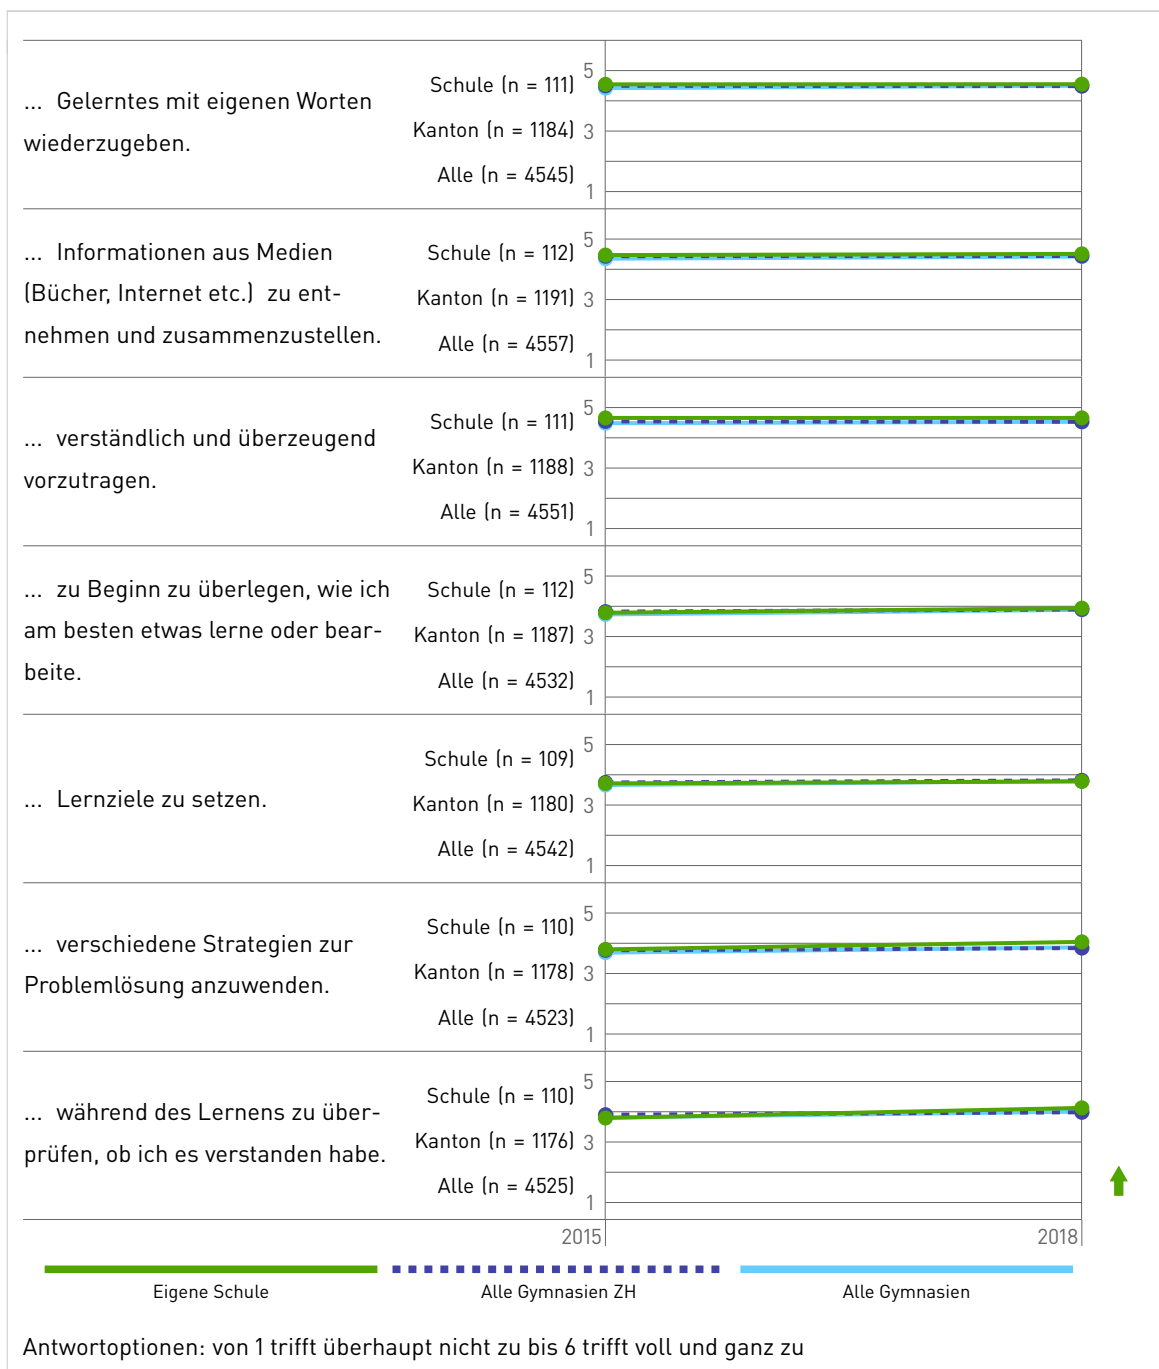 ... Gelerntes mit eigenen Worten
wiederzugeben.
Schule (n = 111)
Kanton (n = 1184)
Alle (n = 4545)
5
3
1
... Informationen aus Medien
(Bücher, Internet etc.) zu ent-
nehmen und zusammenzustellen.
Schule (n = 112)
Kanton (n = 1191)
Alle (n = 4557)
5
3
1
... verständlich und überzeugend
vorzutragen.
Schule (n = 111)
Kanton (n = 1188)
Alle (n = 4551)
5
3
1
... zu Beginn zu überlegen, wie ich
am besten etwas lerne oder bear-
beite.
Schule (n = 112)
Kanton (n = 1187)
Alle (n = 4532)
5
3
1
... Lernziele zu setzen.
Schule (n = 109)
Kanton (n = 1180)
Alle (n = 4542)
5
3
1
... verschiedene Strategien zur
Problemlösung anzuwenden.
Schule (n = 110)
Kanton (n = 1178)
Alle (n = 4523)
5
3
1
... während des Lernens zu über-
prüfen, ob ich es verstanden habe.
Schule (n = 110)
Kanton (n = 1176)
Alle (n = 4525)
5
3
1
2015
2018
Eigene Schule
Alle Gymnasien ZH
Alle Gymnasien
Antwortoptionen: von 1 trifft überhaupt nicht zu bis 6 trifft voll und ganz zu